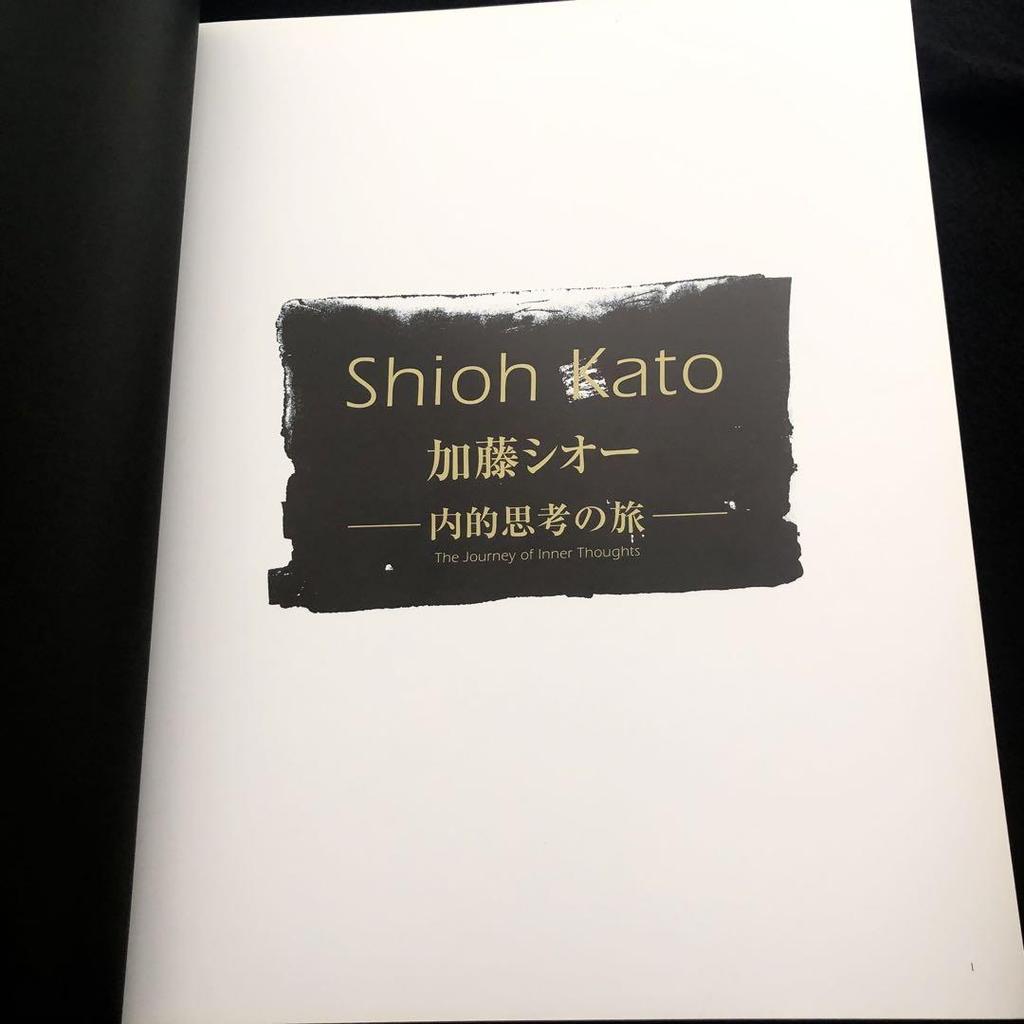 Shioh Kato
加藤シオー
内的思考の旅
The Journey of Inner Thoughts
1